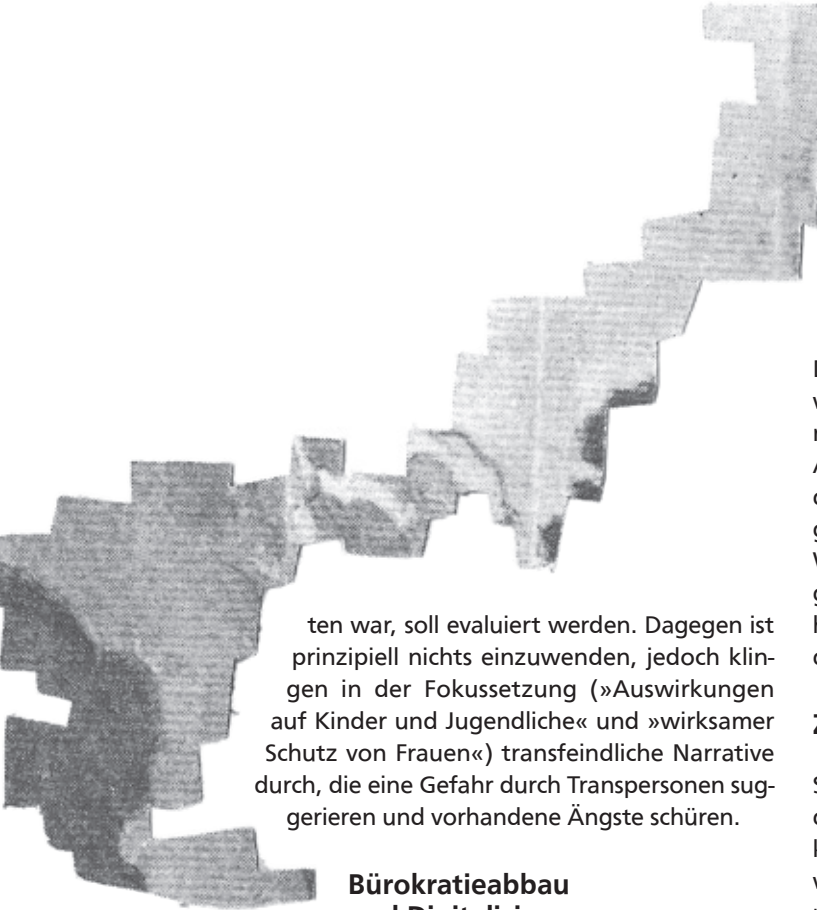 ten war, soll evaluiert werden. Dagegen ist
prinzipiell nichts einzuwenden, jedoch klin-
gen in der Fokussetzung (»Auswirkungen
auf Kinder und Jugendliche« und »wirksamer
Schutz von Frauen«) transfeindliche Narrative
durch, die eine Gefahr durch Transpersonen sug-
gerieren und vorhandene Ängste schüren.
Bürokratieabbau